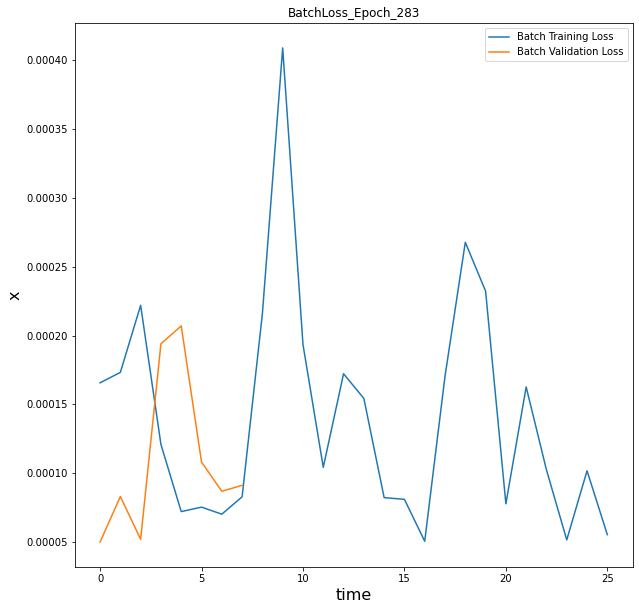 BatchLoss_Epoch_283
Batch Training Loss
Batch Validation Loss
0.00040
0.00035
0.00030
0.00025
0.00020
0.00015
0.00010
0.00005
x
0 5 10 15 20 25
time